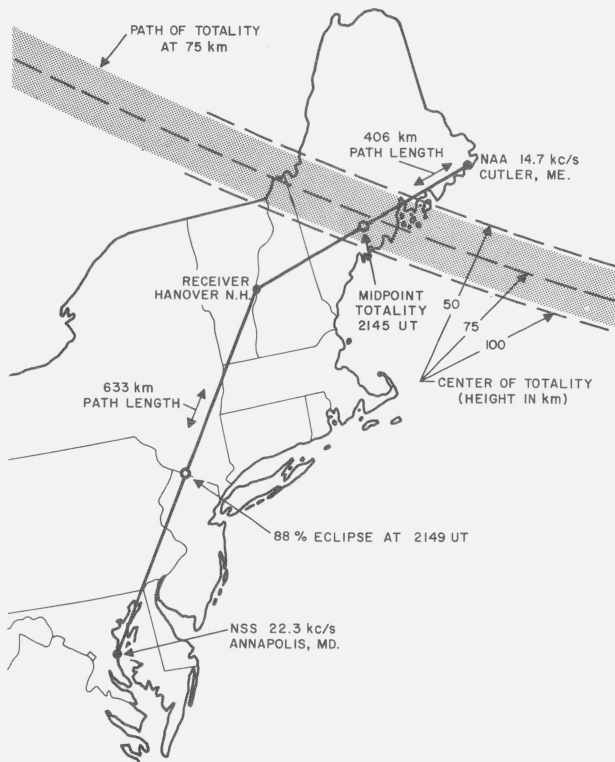 PATH OF TOTALITY
AT 75 km
406 km
PATH LENGTH
NAA 14.7 kc/s
CUTLER, ME.
RECEIVER
HANOVER N.H.
MIDPOINT
TOTALITY
2145 UT
50
75
100
CENTER OF TOTALITY
(HEIGHT IN km)
633 km
PATH LENGTH
88 % ECLIPSE AT 2149 UT
NSS 22.3 kc/s
ANNAPOLIS, MD.